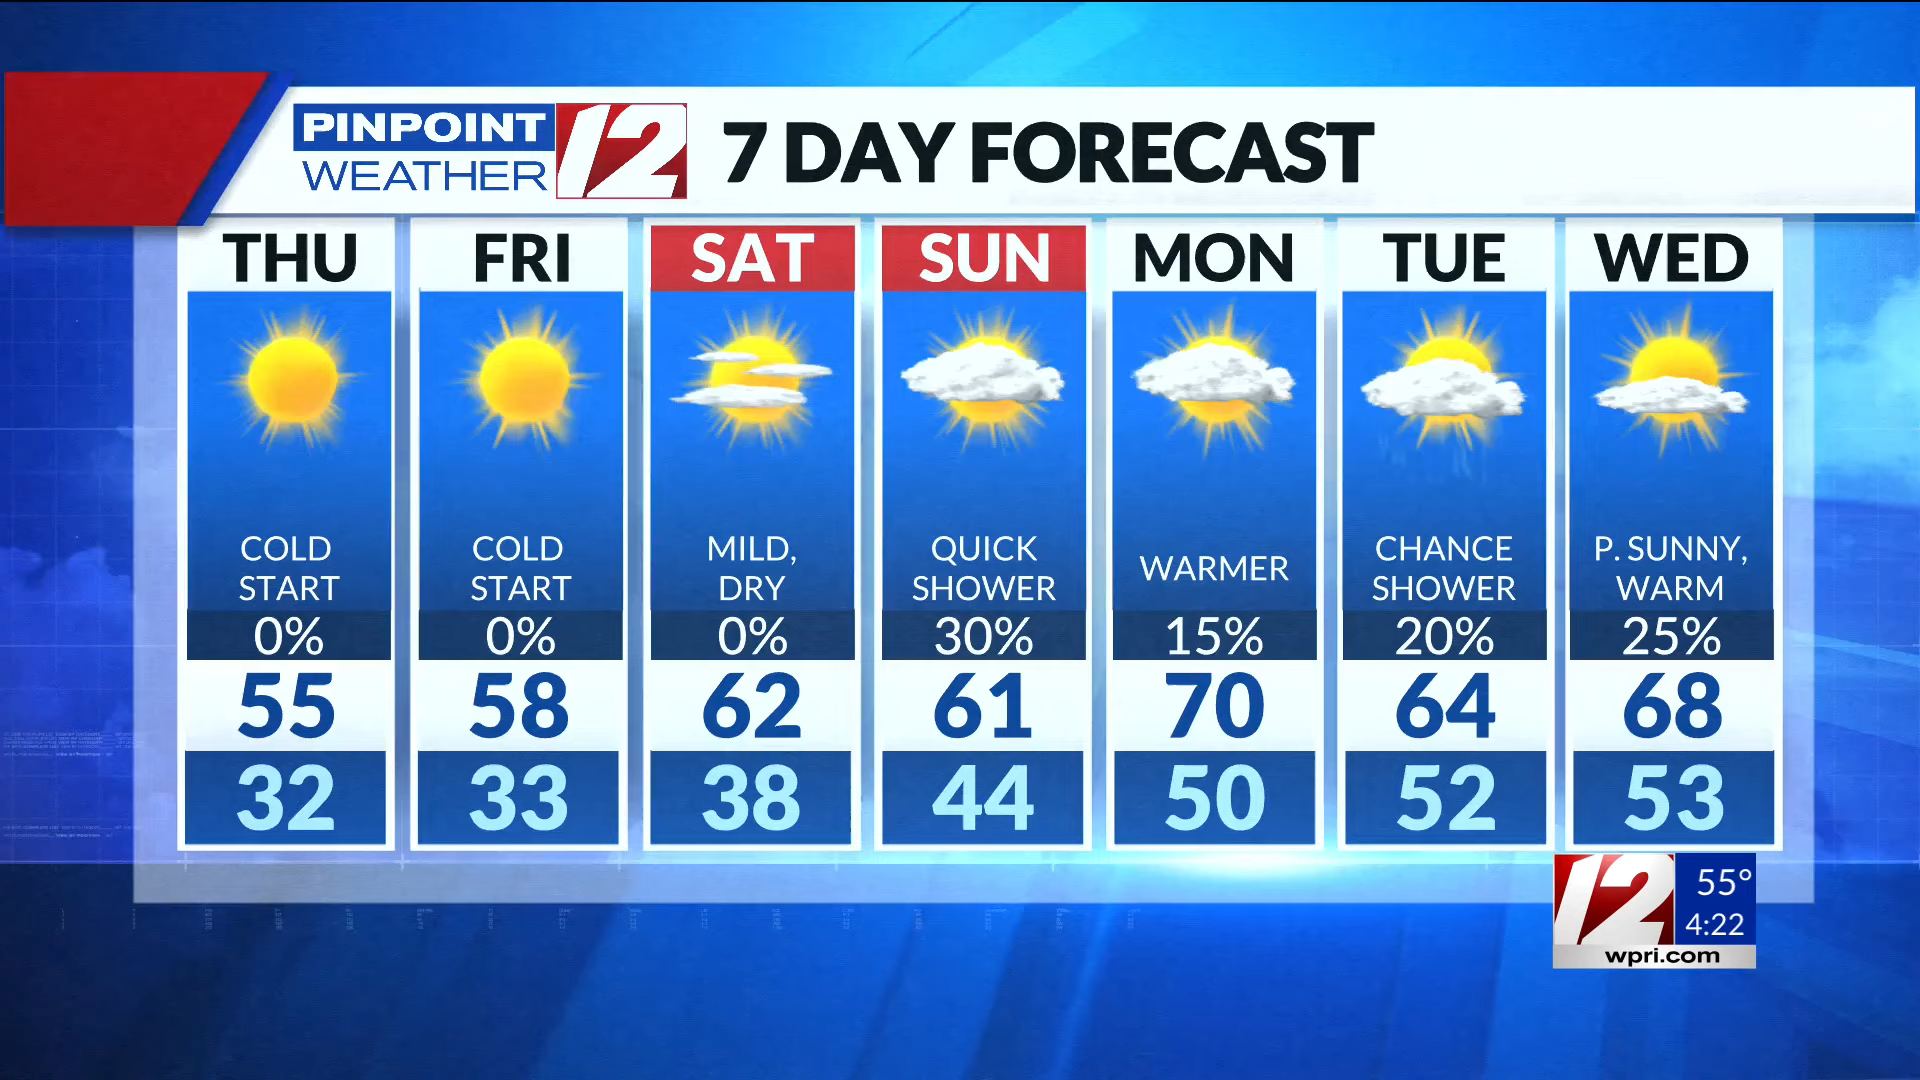 PINPOINT
WEATHER
12
7 DAY FORECAST
THU
FRI
SAT
SUN
MON
TUE
WED
COLD
START
COLD
START
MILD,
DRY
QUICK
SHOWER
WARMER
CHANCE
SHOWER
P. SUNNY,
WARM
0%
0%
0%
30%
15%
20%
25%
55
58
62
61
70
64
68
32
33
38
44
50
52
53
12
55°
4:22
wpri.com